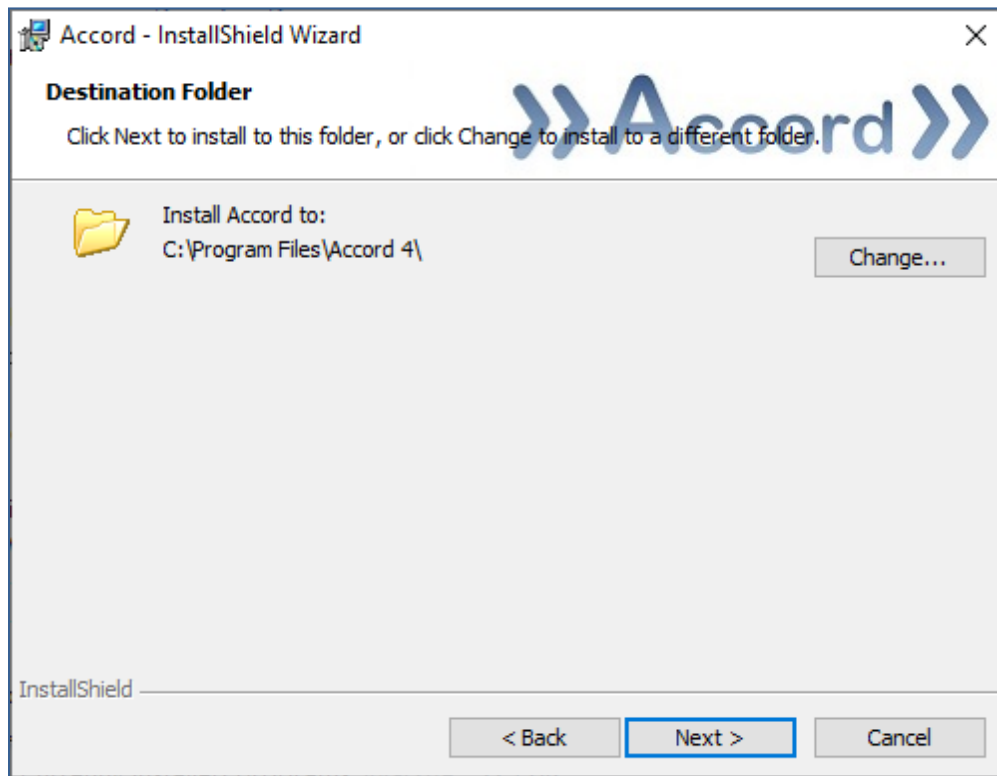 Accord - InstallShield Wizard
Destination Folder
»Accord»
Click Next to install to this folder, or click Change to install to a different folder.
Install Accord to:
C:\Program Files\Accord 4\
Change...
InstallShield
< Back
Next >
Cancel